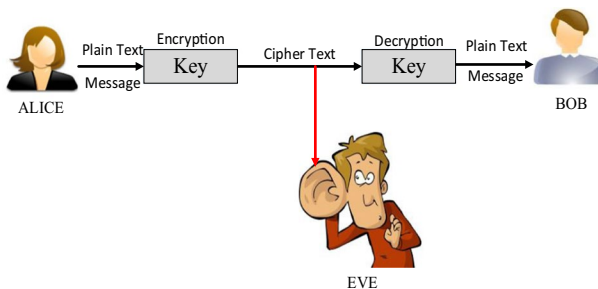 Plain Text
Message
Encryption
Key
Cipher Text
Decryption
Key
Plain Text
Message
ALICE
BOB
EVE